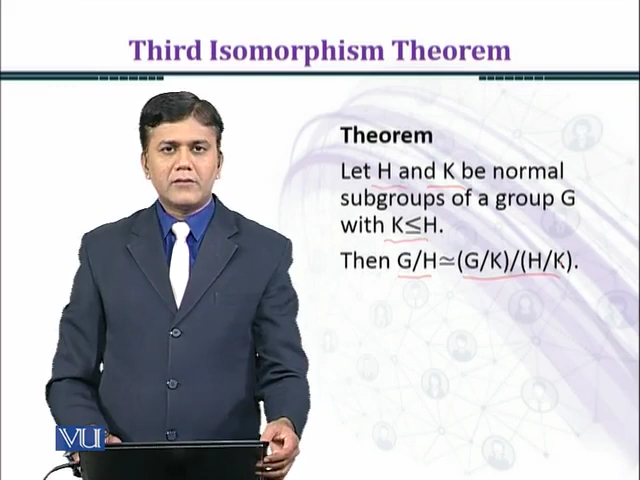 Third Isomorphism Theorem
Theorem
Let H and K be normal
subgroups of a group G
with K≤H.
Then G/H≃(G/K)/(H/K).
VU